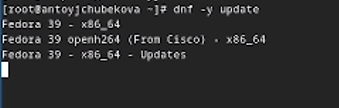 [root@antoyjchubekova ~]# dnf -y update
Fedora 39 - x86_64
Fedora 39 openh264 (From Cisco) - x86_64
Fedora 39 - x86_64 - Updates